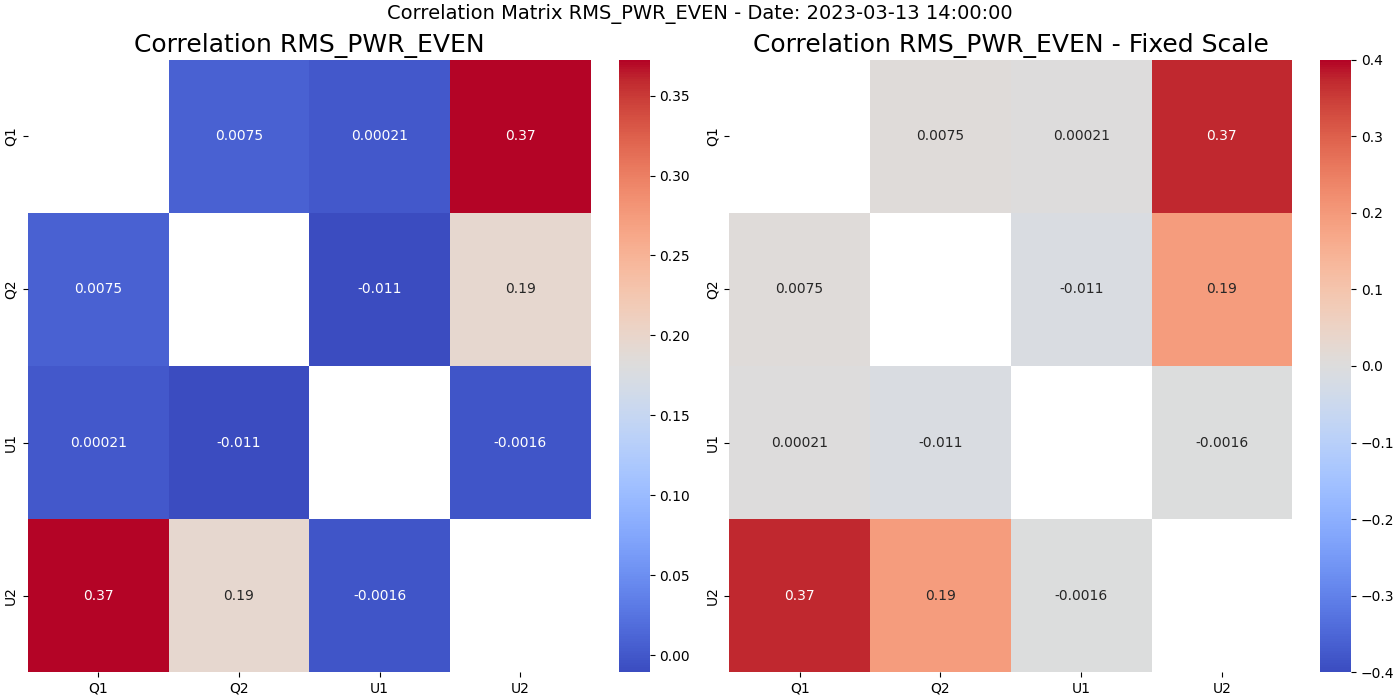 Correlation Matrix RMS_PWR_EVEN - Date: 2023-03-13 14:00:00
Correlation RMS_PWR_EVEN
Q1
0.0075
0.00021
0.37
Q2
0.0075
-0.011
0.19
U1
0.00021
-0.011
-0.0016
U2
0.37
0.19
-0.0016
Q1
Q2
U1
U2
0.35
0.30
0.25
0.20
0.15
0.10
0.05
0.00
Correlation RMS_PWR_EVEN - Fixed Scale
Q1
0.0075
0.00021
0.37
Q2
0.0075
-0.011
0.19
U1
0.00021
-0.011
-0.0016
U2
0.37
0.19
-0.0016
Q1
Q2
U1
U2
0.4
0.3
0.2
0.1
0.0
−0.1
−0.2
−0.3
−0.4